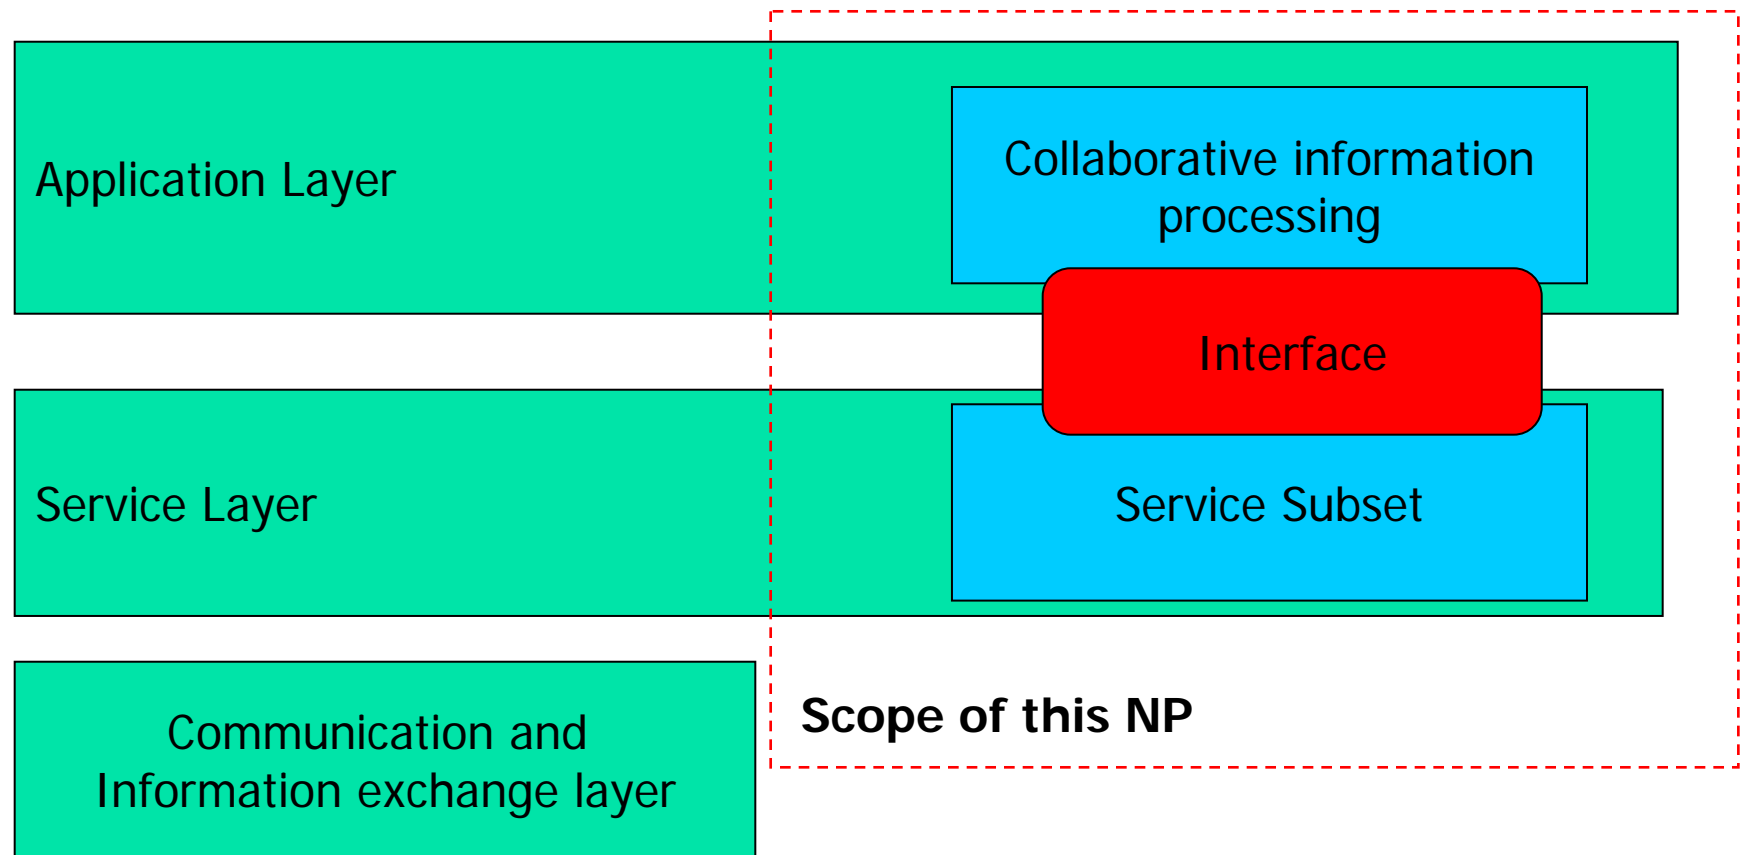 Application Layer
Collaborative information
processing
Interface
Service Layer
Service Subset
Scope of this NP
Communication and
Information exchange layer